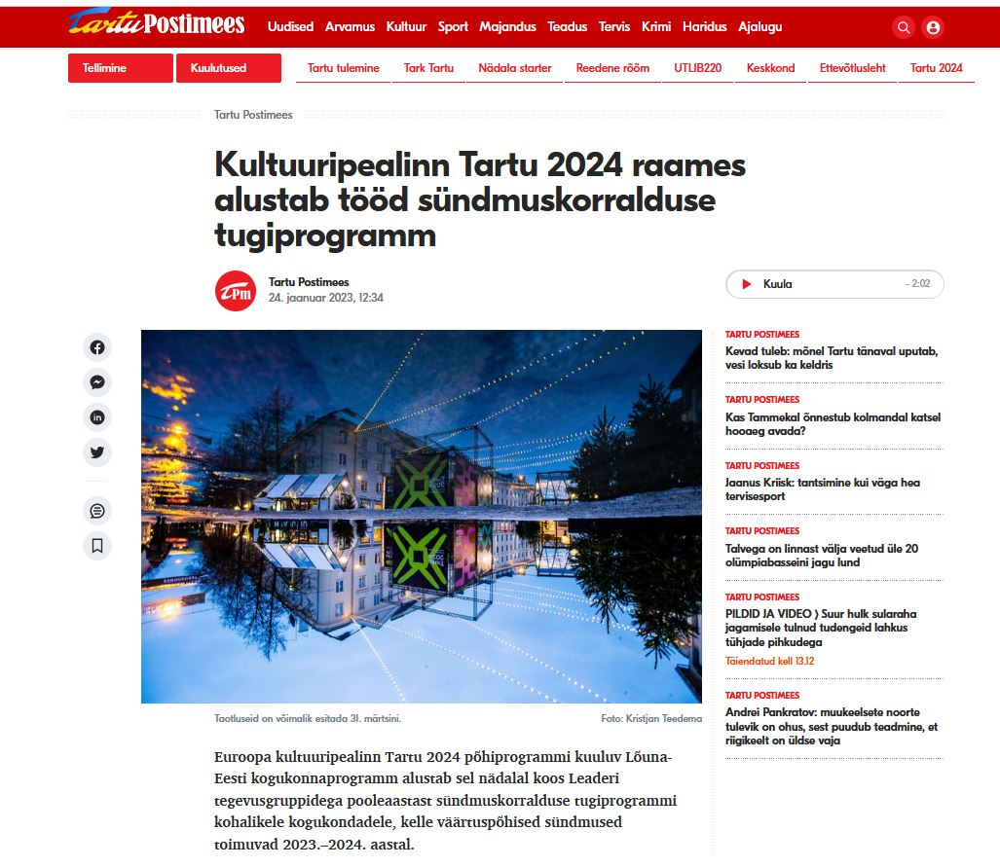 Tartu Postimees
Uudised Arvamus Kultuur Sport Majandus Teadus Tervis Krimi Haridus Ajalugu
Tellimine Kuulutused Tartu tulemine Tark Tartu Nädala starter Reedene rõõm UTLIB220 Keskkond Ettevõtlusleht Tartu 2024
Tartu Postimees
Kultuuripealinn Tartu 2024 raames
alustab tööd sündmuskorralduse
tugiprogramm
TPm
Tartu Postimees
24. jaanuar 2023, 12:34
Kuula - 2:02
Taotluseid on võimalik esitada 31. märtsini.
Foto: Kristjan Teedema
Euroopa kultuuripealinn Tartu 2024 põhiprogrammi kuuluv Lõuna-
Eesti kogukonnaprogramm alustab sel nädalal koos Leaderi
tegevusgruppidega pooleaastast sündmuskorralduse tugiprogrammi
kohalikele kogukondadele, kelle väärtuspõhised sündmused
toimuvad 2023.–2024. aastal.
TARTU POSTIMEES
Kevad tuleb: mõnel Tartu tänaval uputab,
vesi loksub ka keldris
TARTU POSTIMEES
Kas Tammekal õnnestub kolmandal katsel
hooaeg avada?
TARTU POSTIMEES
Jaanus Kriisk: tantsimine kui väga hea
tervisesport
TARTU POSTIMEES
Talvega on linnast välja veetud üle 20
olümpiabasseini jagu lund
TARTU POSTIMEES
PILDID JA VIDEO ⟩ Suur hulk sularaha
jagamisele tulnud tudengeid lahkus
tühjade pihkudega
Täiendatud kell 13.12
TARTU POSTIMEES
Andrei Pankratov: muukeelsete noorte
tulevik on ohus, sest puudub teadmine, et
riigikeelt on üldse vaja